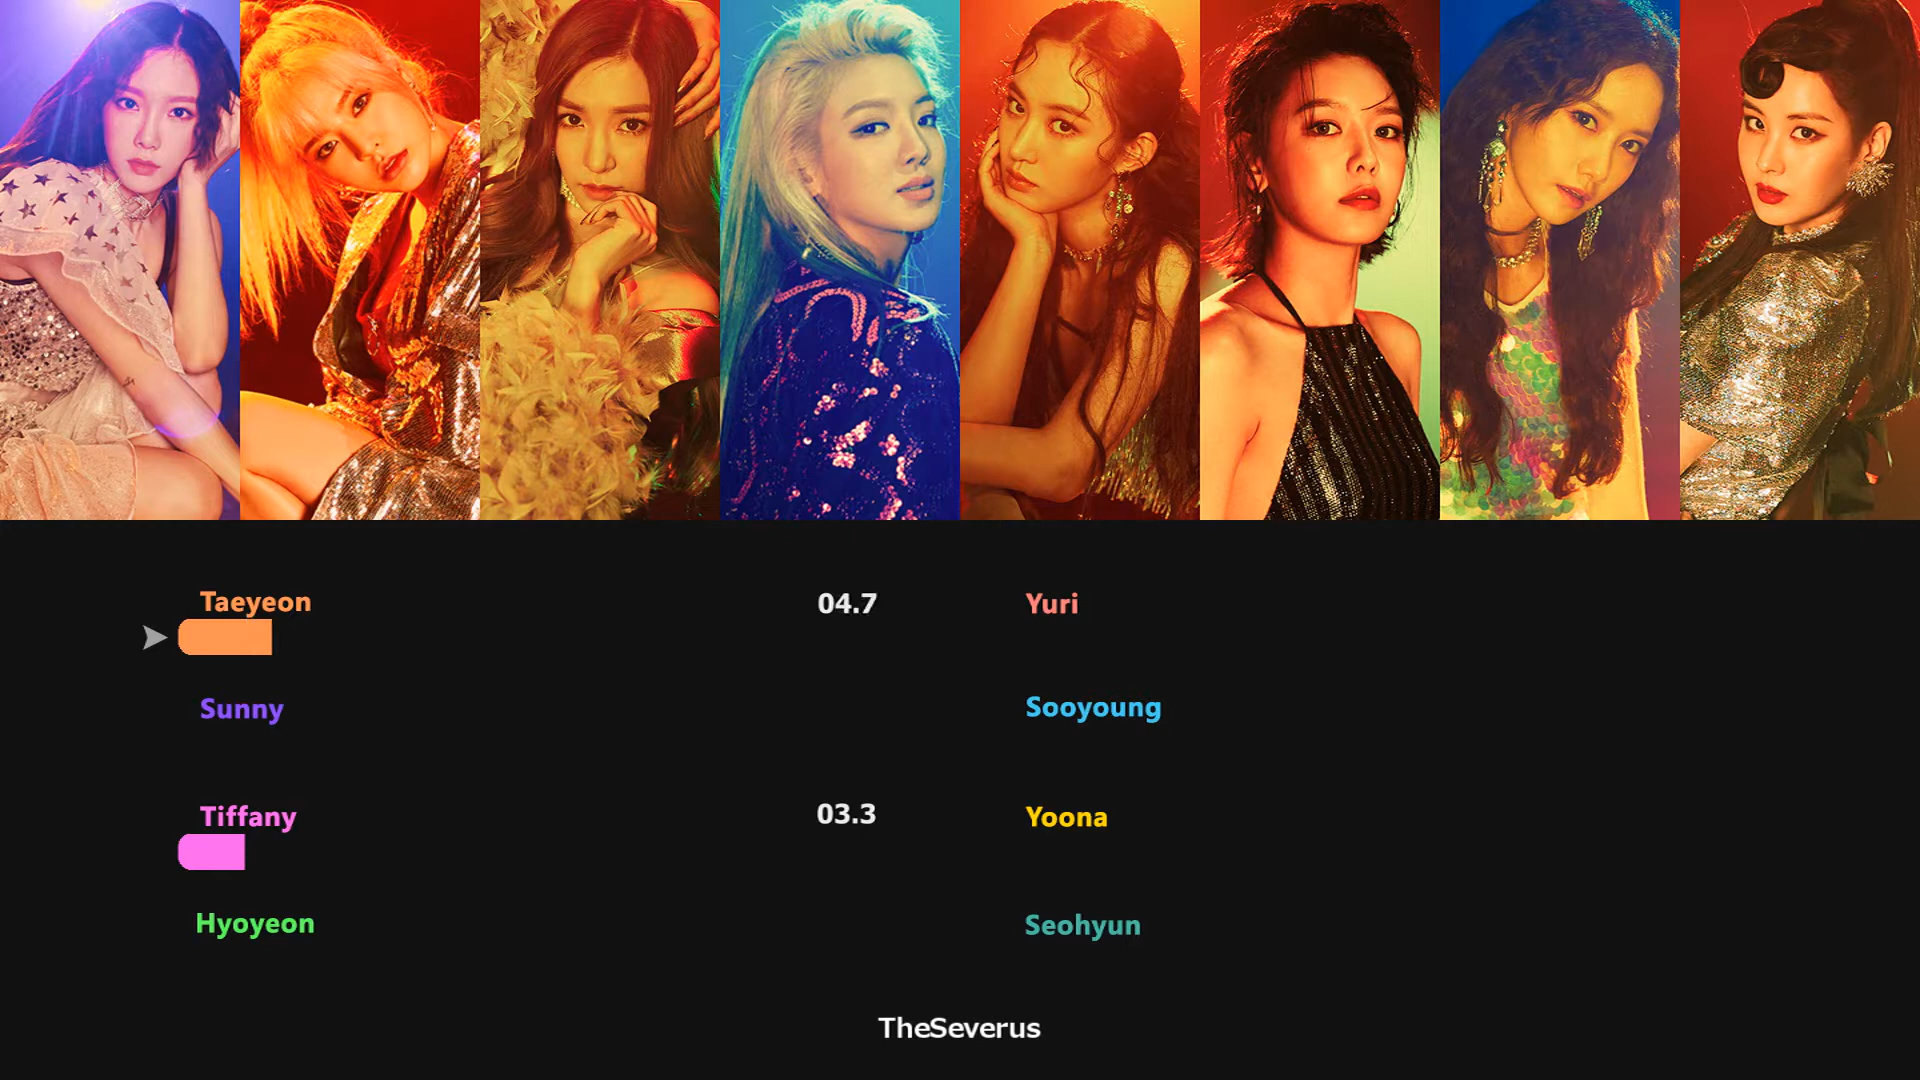 Taeyeon 04.7 Yuri
Sunny Sooyoung
Tiffany 03.3 Yoona
Hyoyeon Seohyun
TheSeverus